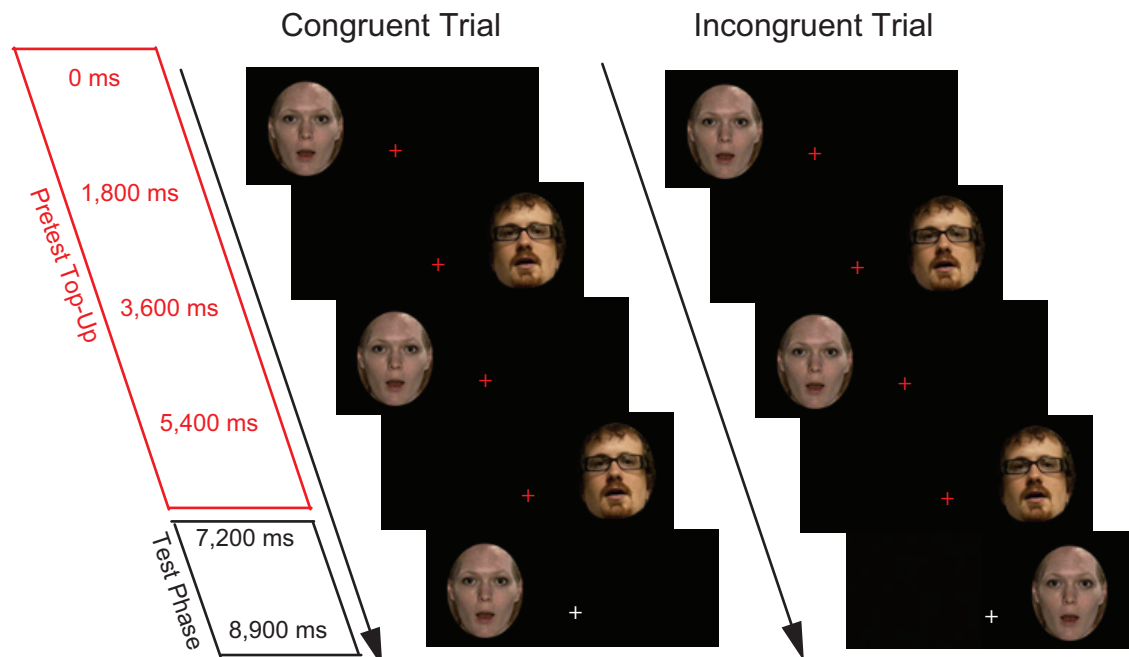 Congruent Trial
Incongruent Trial
0 ms
1,800 ms
Pretest Top-Up
3,600 ms
5,400 ms
7,200 ms
Test Phase
8,900 ms